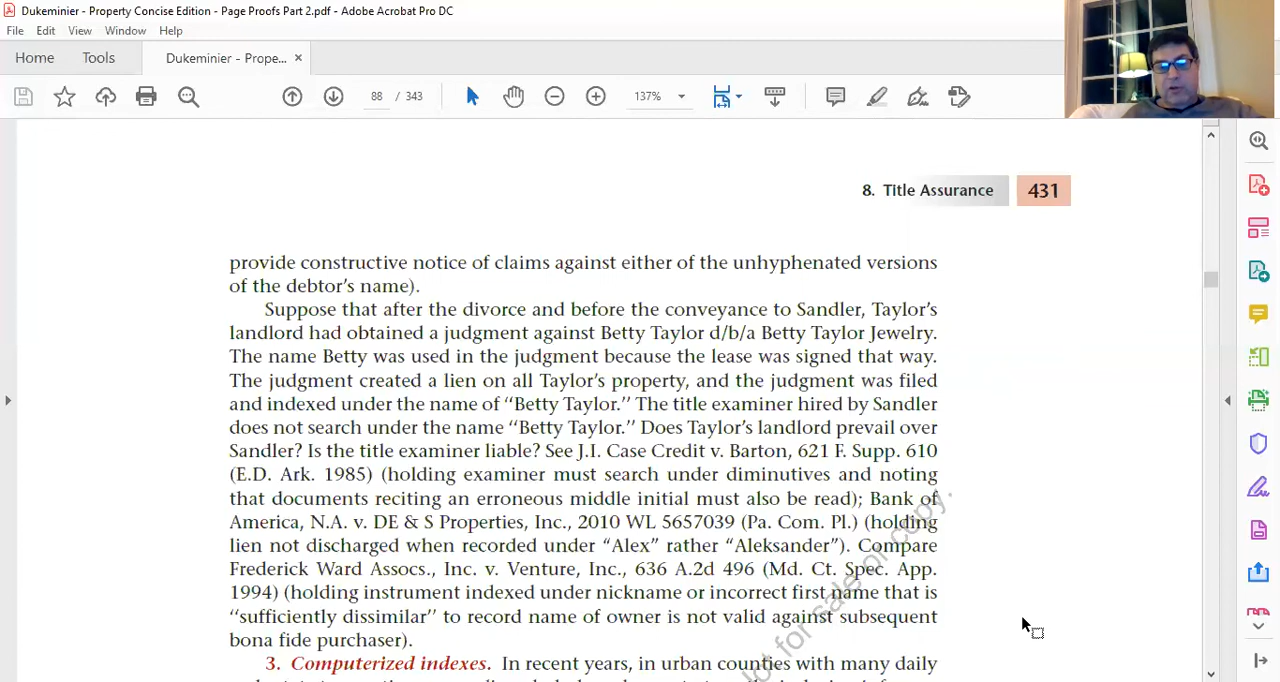 Dukeminier - Property Concise Edition - Page Proofs Part 2.pdf - Adobe Acrobat Pro DC
File Edit View Window Help
Home Tools Dukeminier - Prope... ×
88 / 343 137%
8. Title Assurance 431
provide constructive notice of claims against either of the unhyphenated versions
of the debtor's name).
Suppose that after the divorce and before the conveyance to Sandler, Taylor's
landlord had obtained a judgment against Betty Taylor d/b/a Betty Taylor Jewelry.
The name Betty was used in the judgment because the lease was signed that way.
The judgment created a lien on all Taylor's property, and the judgment was filed
and indexed under the name of "Betty Taylor." The title examiner hired by Sandler
does not search under the name "Betty Taylor." Does Taylor's landlord prevail over
Sandler? Is the title examiner liable? See J.I. Case Credit v. Barton, 621 F. Supp. 610
(E.D. Ark. 1985) (holding examiner must search under diminutives and noting
that documents reciting an erroneous middle initial must also be read); Bank of
America, N.A. v. DE & S Properties, Inc., 2010 WL 5657039 (Pa. Com. Pl.) (holding
lien not discharged when recorded under "Alex" rather "Aleksander"). Compare
Frederick Ward Assocs., Inc. v. Venture, Inc., 636 A.2d 496 (Md. Ct. Spec. App.
1994) (holding instrument indexed under nickname or incorrect first name that is
"sufficiently dissimilar" to record name of owner is not valid against subsequent
bona fide purchaser).
3. Computerized indexes. In recent years, in urban counties with many daily
not for sale or copy.